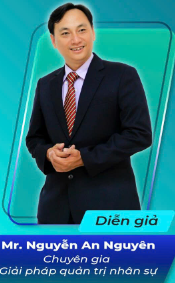 Diễn giả
Mr. Nguyễn An Nguyên
Chuyên gia
Giải pháp quản trị nhân sự